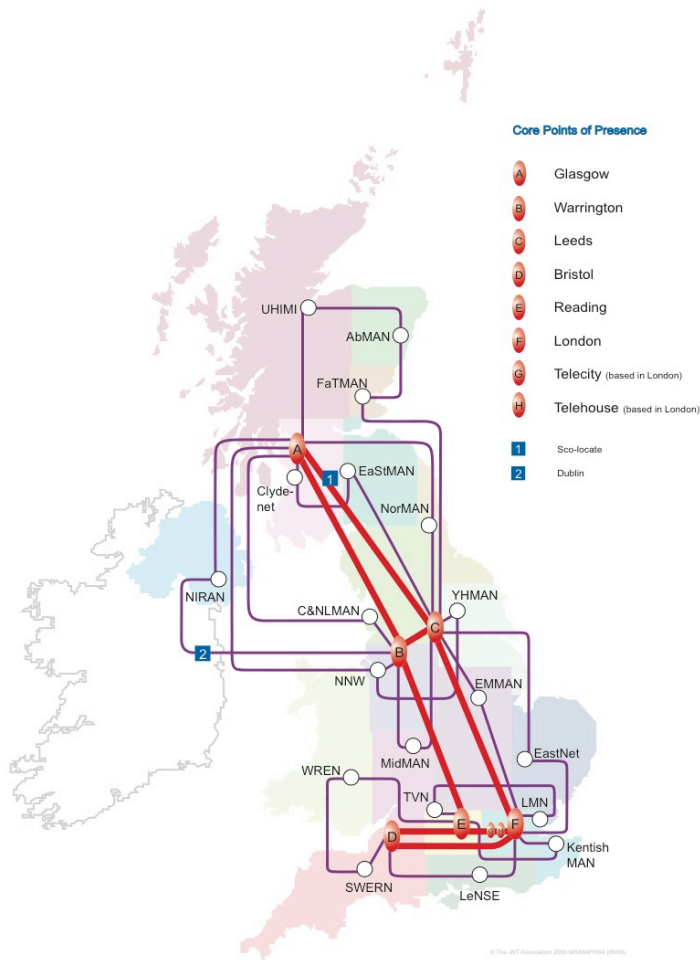 Core Points of Presence
A Glasgow
B Warrington
C Leeds
D Bristol
E Reading
F London
G Telecity (based in London)
H Telehouse (based in London)
1 Sco-locate
2 Dublin
UHIMI
AbMAN
FaTMAN
A
EaStMAN
1
Clyde-
net
NorMAN
NIRAN
C&NLMAN
YHMAN
C
B
2
NNW
EMMAN
MidMAN
EastNet
WREN
TVN
LMN
E
G
H
F
D
Kentish
MAN
SWERN
LeNSE